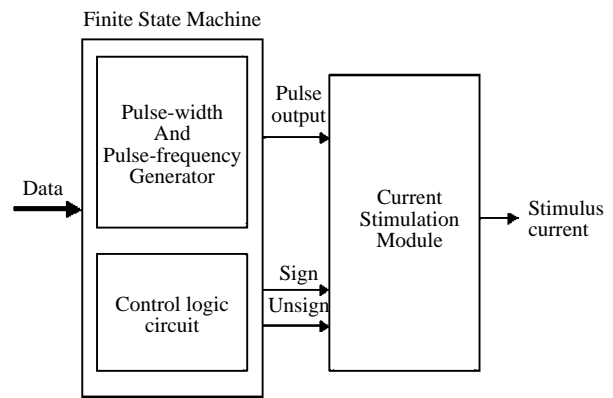 Finite State Machine
Pulse-width
And
Pulse-frequency
Generator
Pulse
output
Data
Current
Stimulation
Module
Stimulus
current
Control logic
circuit
Sign
Unsign